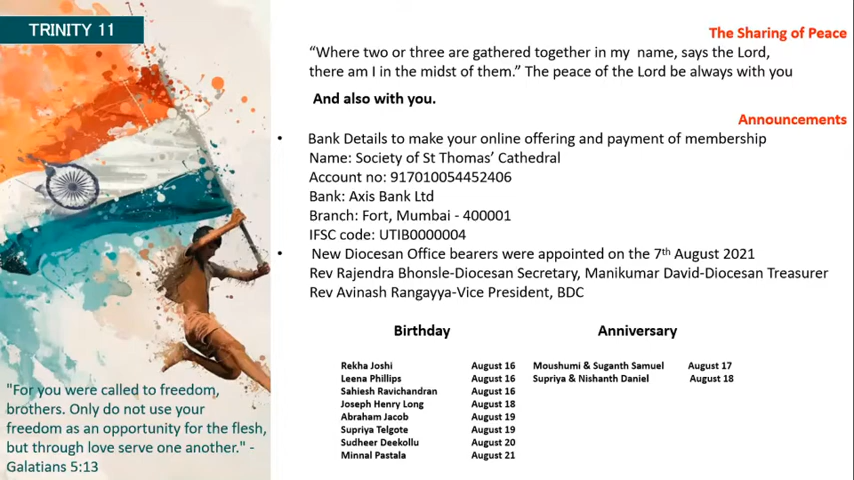 TRINITY 11
The Sharing of Peace
“Where two or three are gathered together in my name, says the Lord,
there am I in the midst of them.” The peace of the Lord be always with you
And also with you.
Announcements
• Bank Details to make your online offering and payment of membership
Name: Society of St Thomas’ Cathedral
Account no: 917010054452406
Bank: Axis Bank Ltd
Branch: Fort, Mumbai - 400001
IFSC code: UTIB0000004
• New Diocesan Office bearers were appointed on the 7th August 2021
Rev Rajendra Bhonsle-Diocesan Secretary, Manikumar David-Diocesan Treasurer
Rev Avinash Rangayya-Vice President, BDC
Birthday
Rekha Joshi August 16
Leena Phillips August 16
Sahiesh Ravichandran August 16
Joseph Henry Long August 18
Abraham Jacob August 19
Supriya Telgote August 19
Sudheer Deekollu August 20
Minnal Pastala August 21
Anniversary
Moushumi & Suganth Samuel August 17
Supriya & Nishanth Daniel August 18
"For you were called to freedom,
brothers. Only do not use your
freedom as an opportunity for the flesh,
but through love serve one another." -
Galatians 5:13